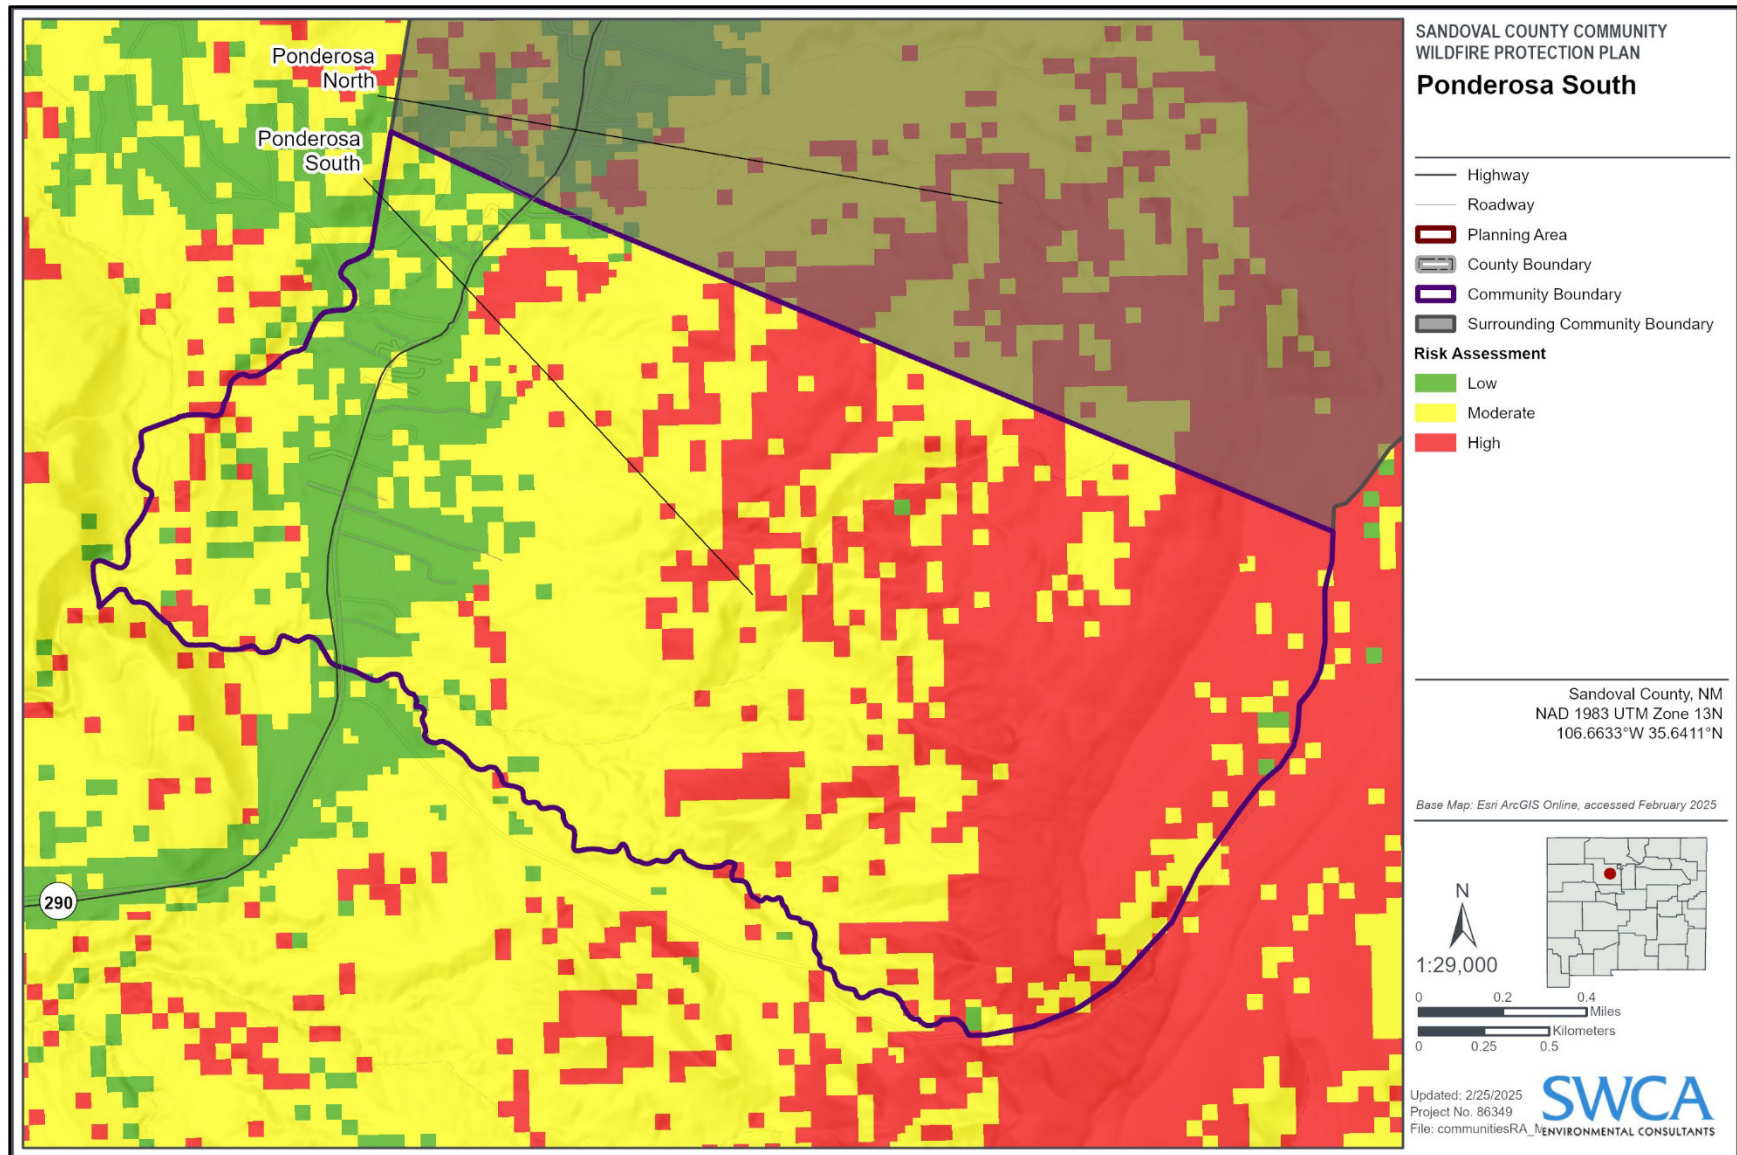 Ponderosa
North
Ponderosa
South
290
SANDOVAL COUNTY COMMUNITY
WILDFIRE PROTECTION PLAN
Ponderosa South
Highway
Roadway
Planning Area
County Boundary
Community Boundary
Surrounding Community Boundary
Risk Assessment
Low
Moderate
High
Sandoval County, NM
NAD 1983 UTM Zone 13N
106.6633°W 35.6411°N
Base Map: Esri ArcGIS Online, accessed February 2025
N
1:29,000
0 0.2 0.4
Miles
Kilometers
0 0.25 0.5
Updated: 2/25/2025
Project No. 86349
File: communitiesRA_M
SWCA
ENVIRONMENTAL CONSULTANTS